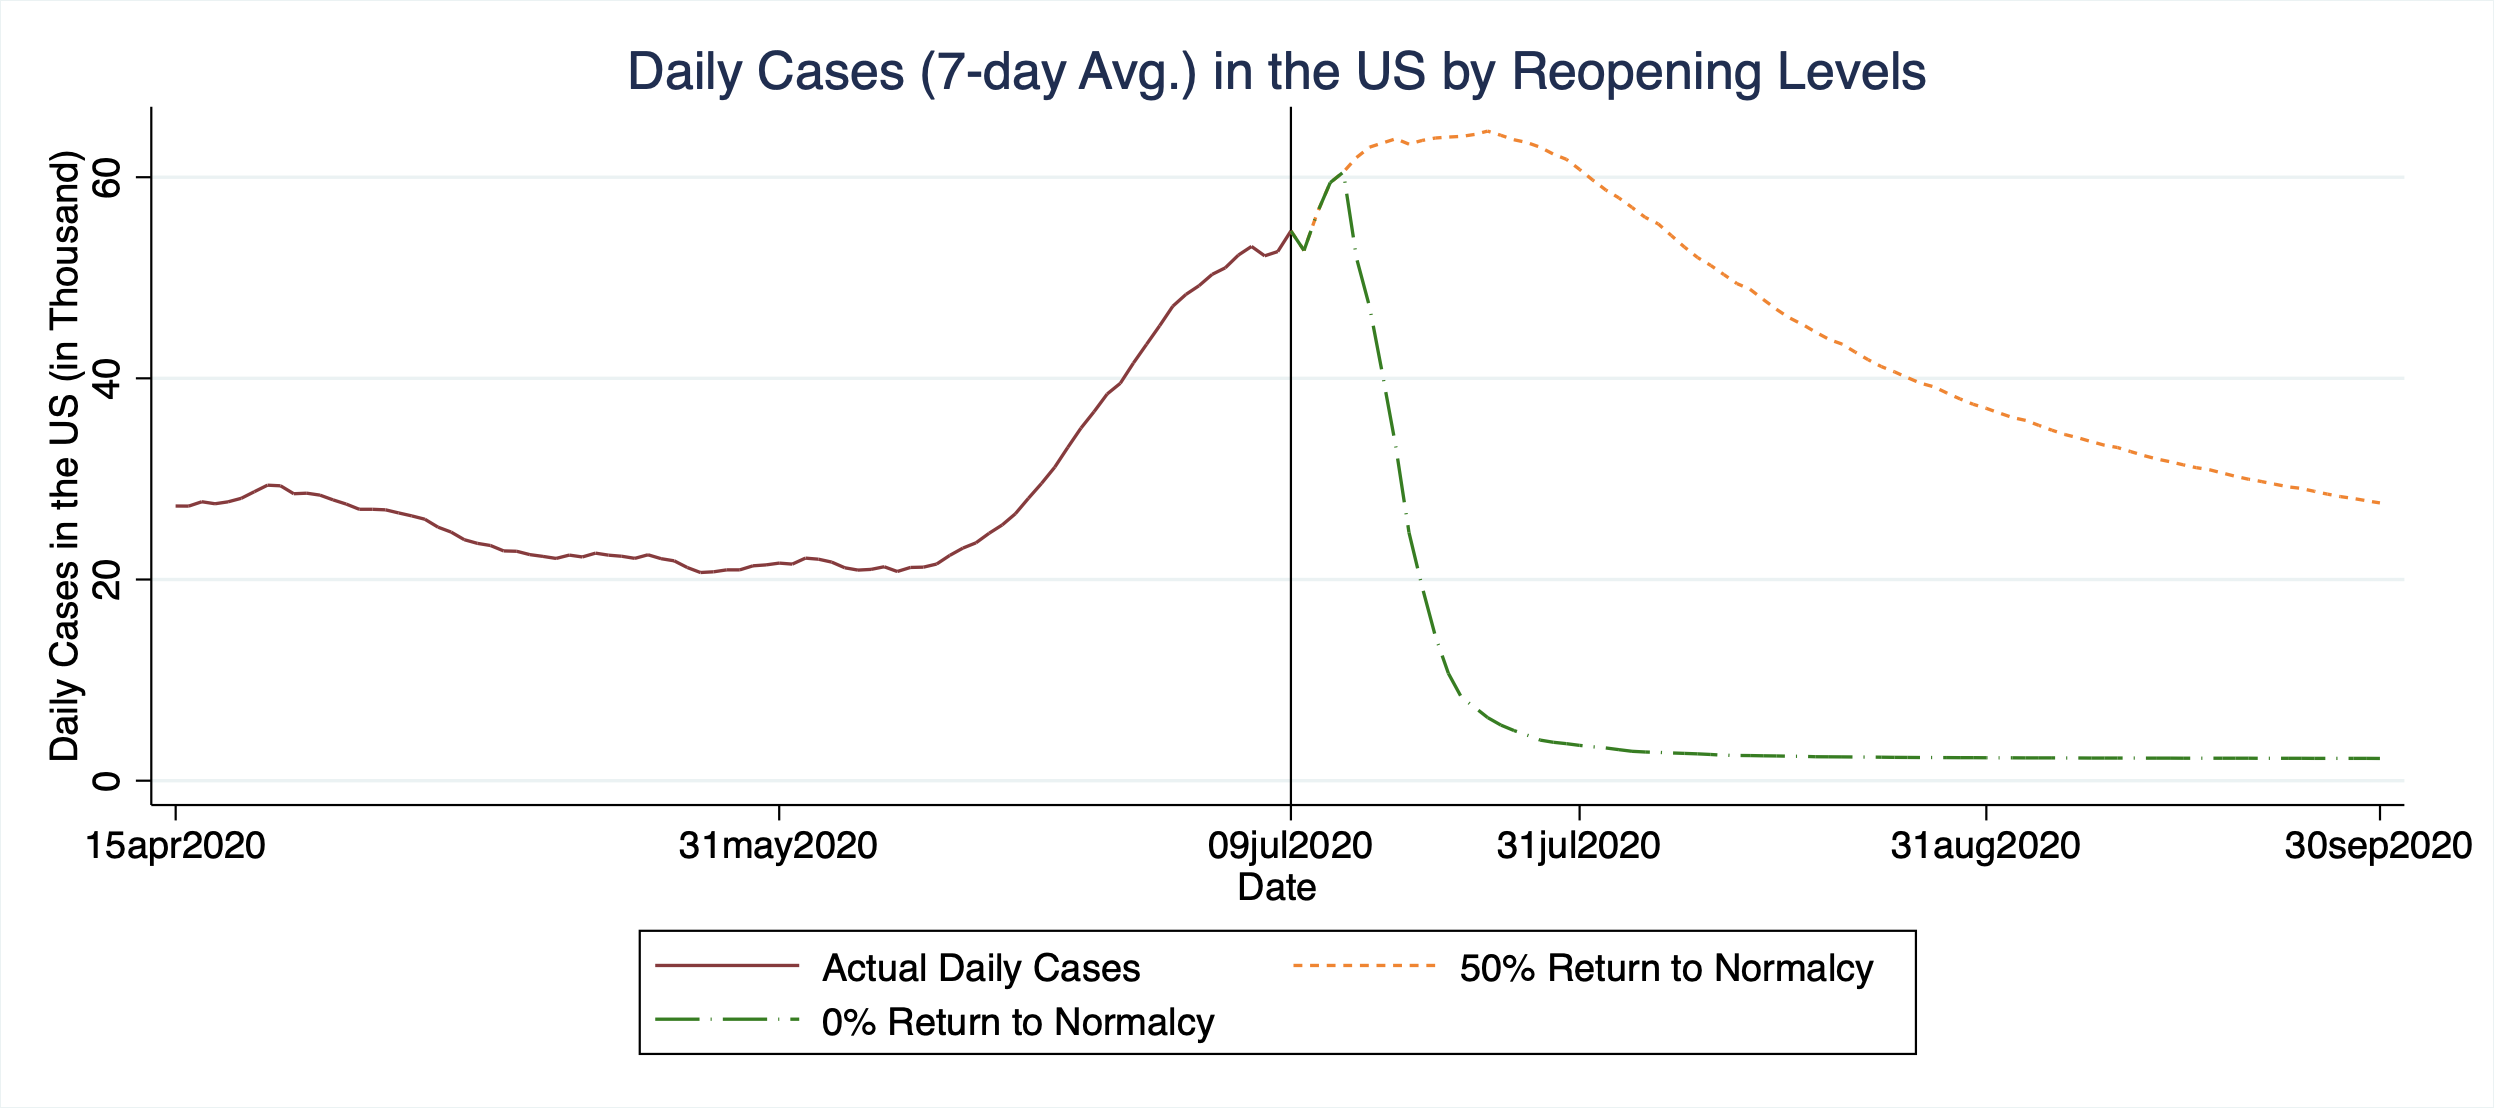 Daily Cases (7-day Avg.) in the US by Reopening Levels
Daily Cases in the US (in Thousand)
60
40
20
0
15apr2020 31may2020 09jul2020 31jul2020 31aug2020 30sep2020
Date
Actual Daily Cases 50% Return to Normalcy
0% Return to Normalcy